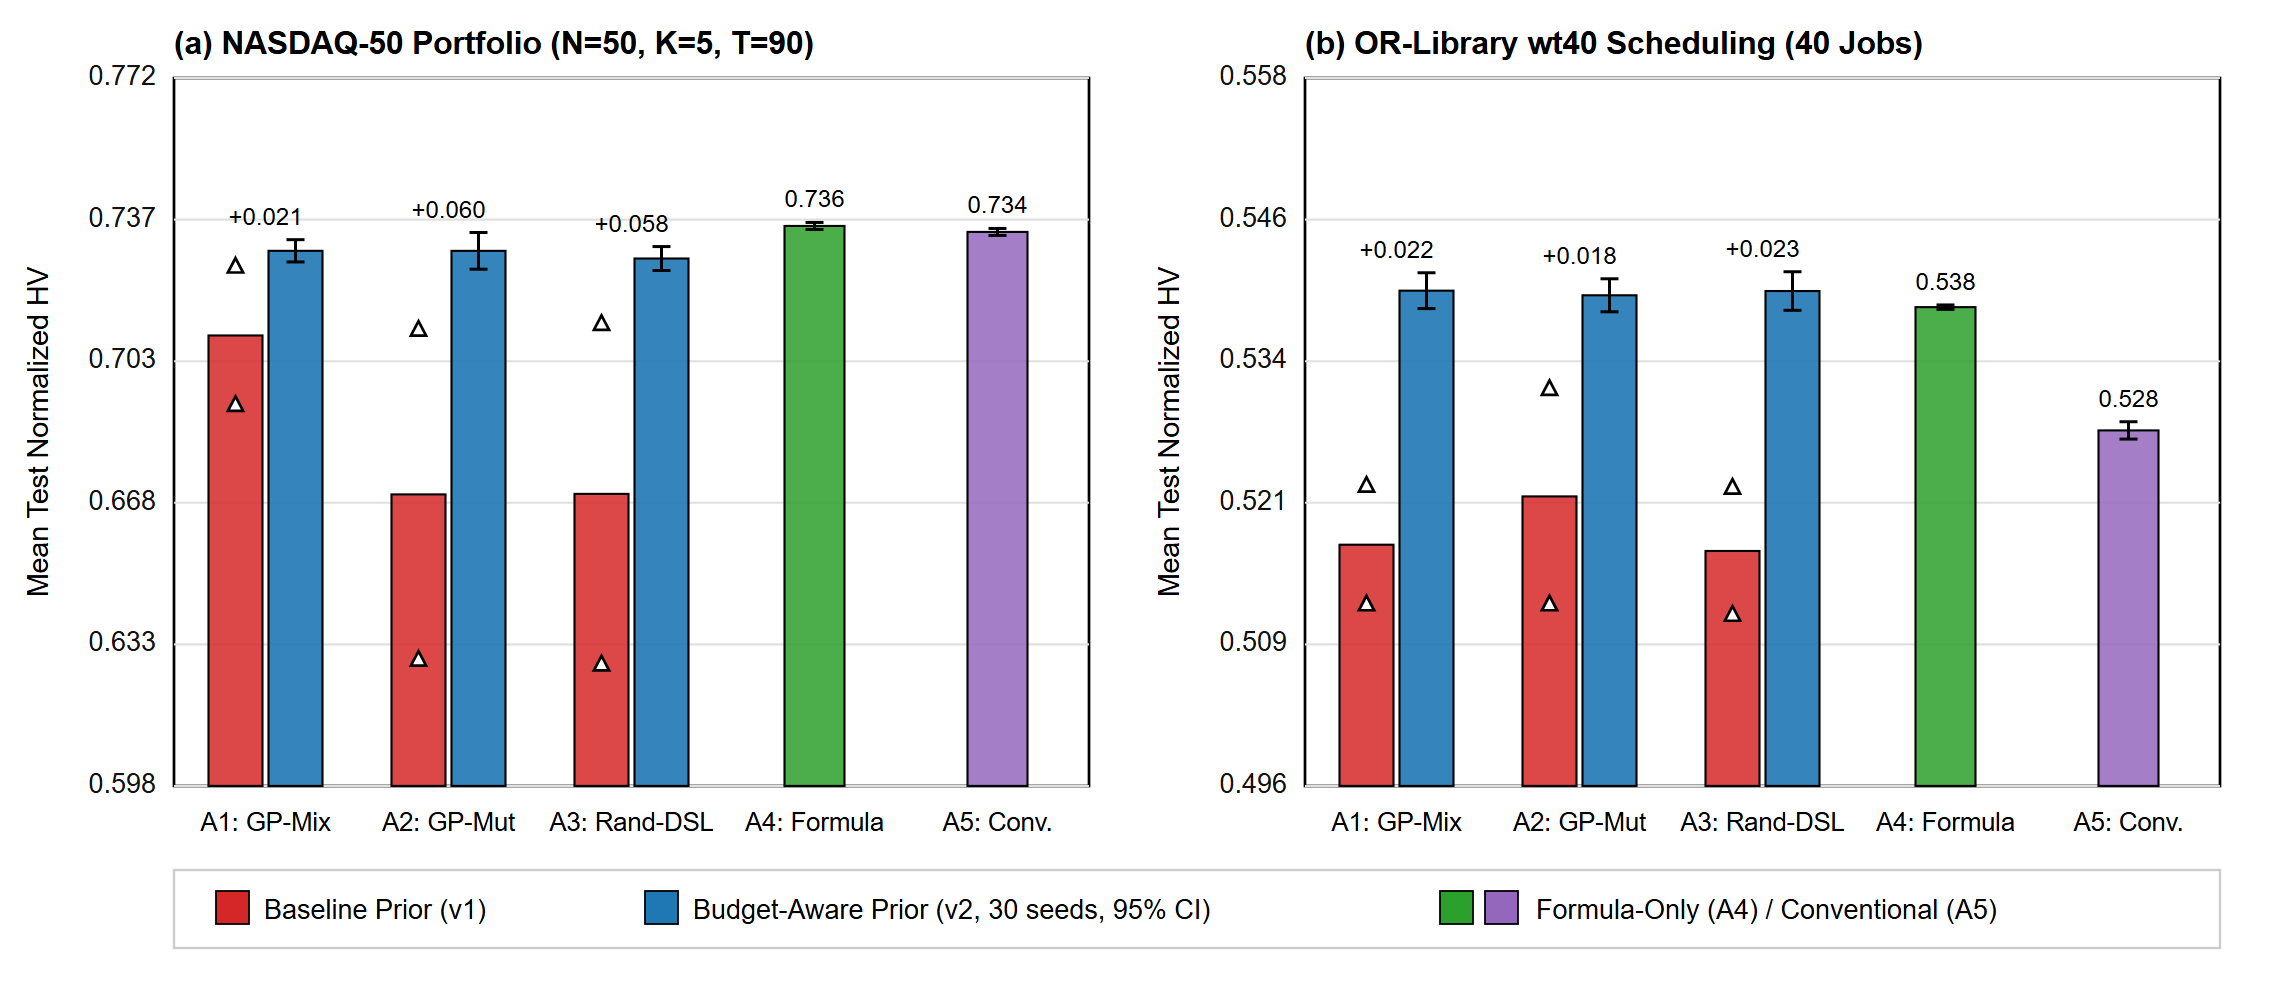 (a) NASDAQ-50 Portfolio (N=50, K=5, T=90)
Mean Test Normalized HV
0.772
0.737
0.703
0.668
0.633
0.598
+0.021
+0.060
+0.058
0.736
0.734
A1: GP-Mix
A2: GP-Mut
A3: Rand-DSL
A4: Formula
A5: Conv.
(b) OR-Library wt40 Scheduling (40 Jobs)
Mean Test Normalized HV
0.558
0.546
0.534
0.521
0.509
0.496
+0.022
+0.018
+0.023
0.538
0.528
A1: GP-Mix
A2: GP-Mut
A3: Rand-DSL
A4: Formula
A5: Conv.
Baseline Prior (v1)
Budget-Aware Prior (v2, 30 seeds, 95% CI)
Formula-Only (A4) / Conventional (A5)